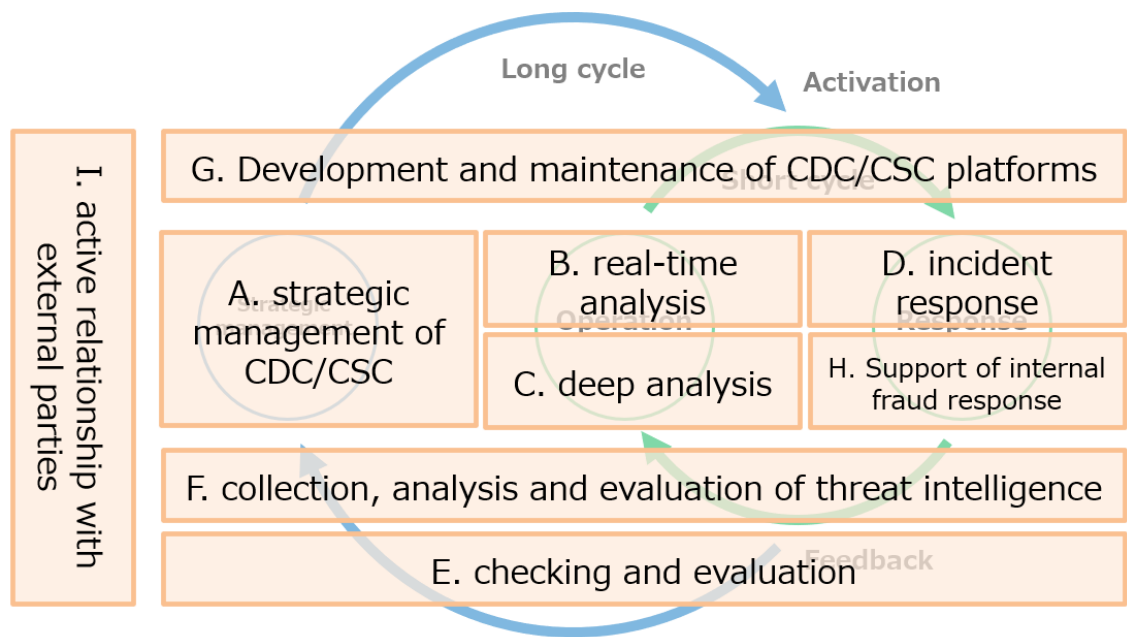 Long cycle
Activation
G. Development and maintenance of CDC/CSC platforms
Short cycle
I. active relationship with
external parties
A. strategic
management of
CDC/CSC
Strategic
management
B. real-time
analysis
Operation
C. deep analysis
D. incident
response
Response
H. Support of internal
fraud response
F. collection, analysis and evaluation of threat intelligence
E. checking and evaluation
Feedback